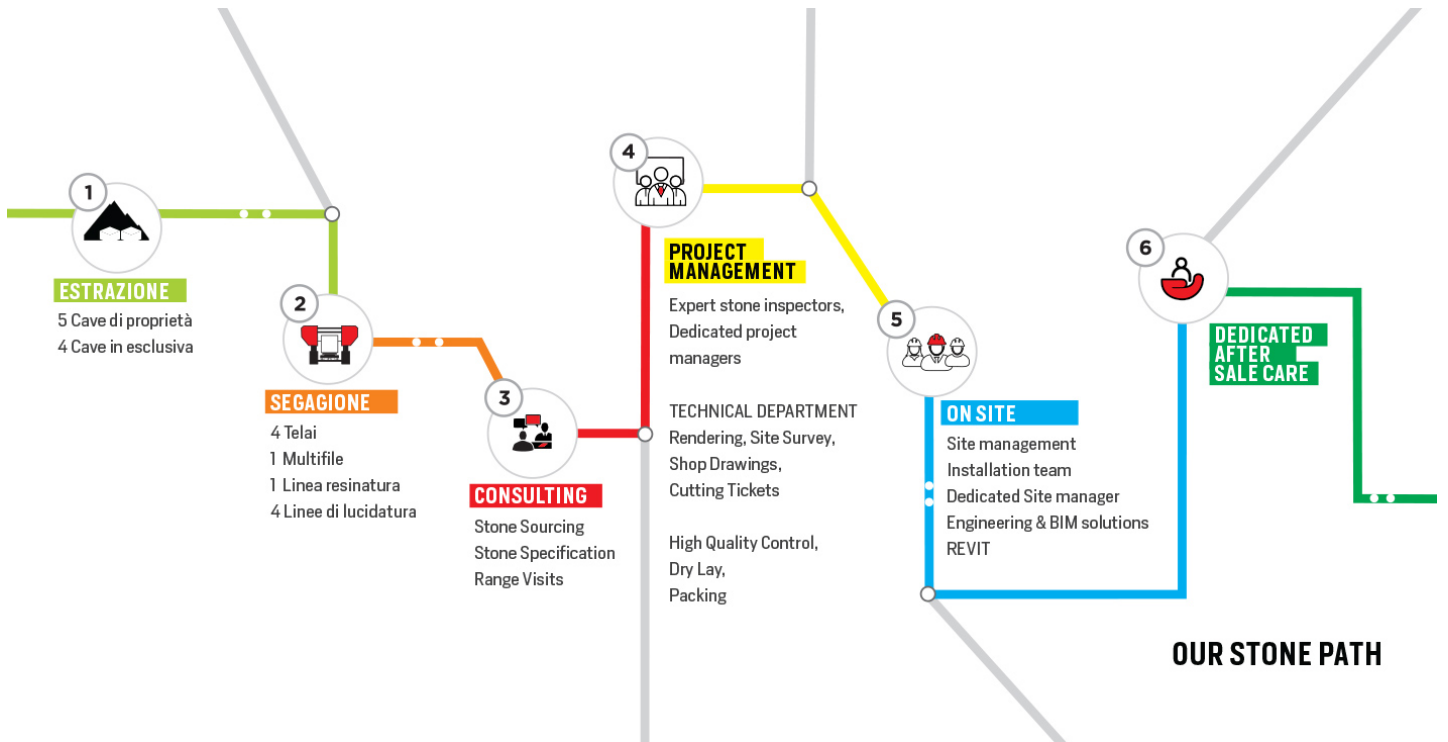 1
ESTRAZIONE
5 Cave di proprietà
4 Cave in esclusiva
2
SEGAGIONE
4 Telai
1 Multifile
1 Linea resinatura
4 Linee di lucidatura
3
CONSULTING
Stone Sourcing
Stone Specification
Range Visits
4
PROJECT
MANAGEMENT
Expert stone inspectors,
Dedicated project
managers
TECHNICAL DEPARTMENT
Rendering, Site Survey,
Shop Drawings,
Cutting Tickets
High Quality Control,
Dry Lay,
Packing
5
ON SITE
Site management
Installation team
Dedicated Site manager
Engineering & BIM solutions
REVIT
6
DEDICATED
AFTER
SALE CARE
OUR STONE PATH